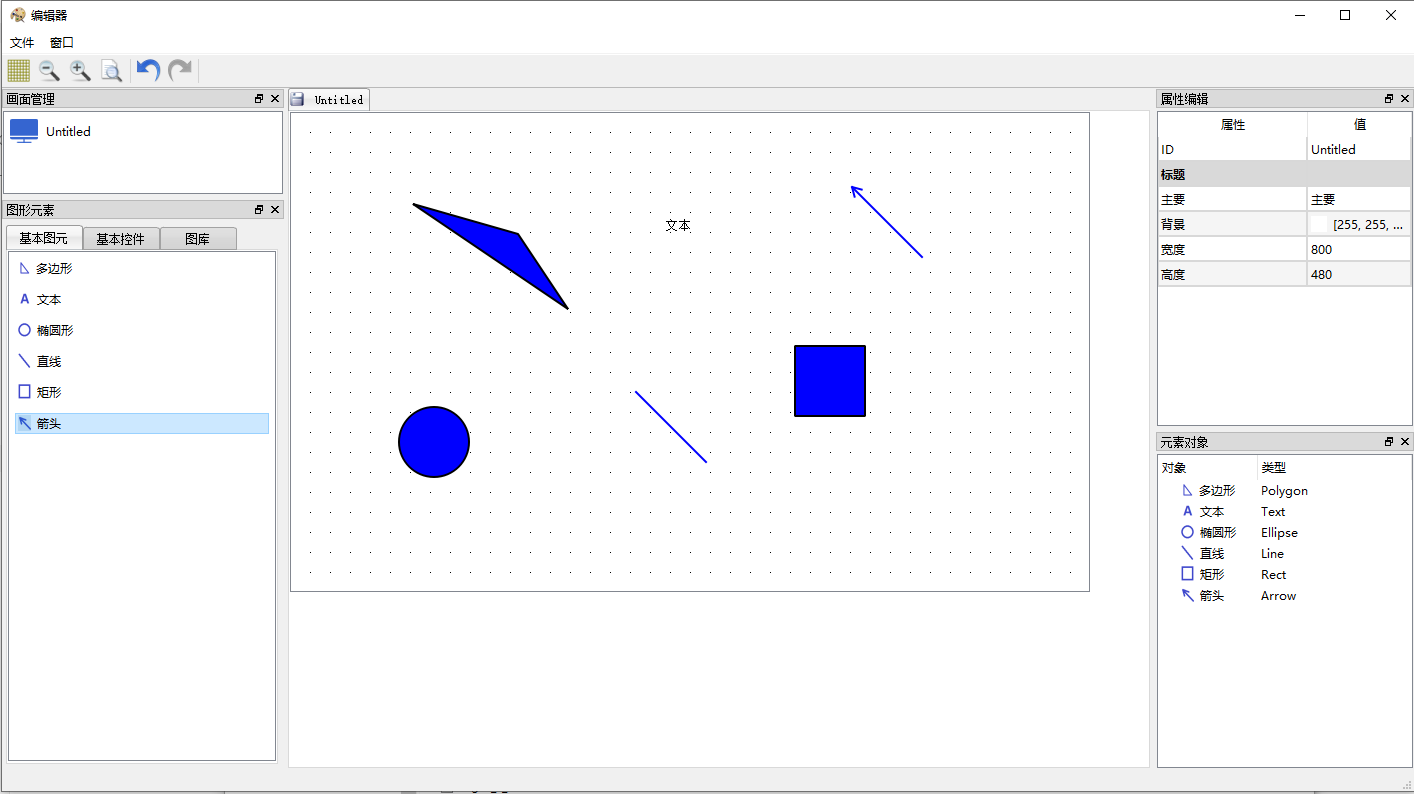 编辑器
文件 窗口
画面管理
Untitled
图形元素
基本图元 基本控件 图库
多边形
A 文本
椭圆形
直线
矩形
箭头
Untitled
文本
属性编辑
属性 值
ID Untitled
标题
主要 主要
背景 [255, 255, ...
宽度 800
高度 480
元素对象
对象 类型
多边形 Polygon
A 文本 Text
椭圆形 Ellipse
直线 Line
矩形 Rect
箭头 Arrow